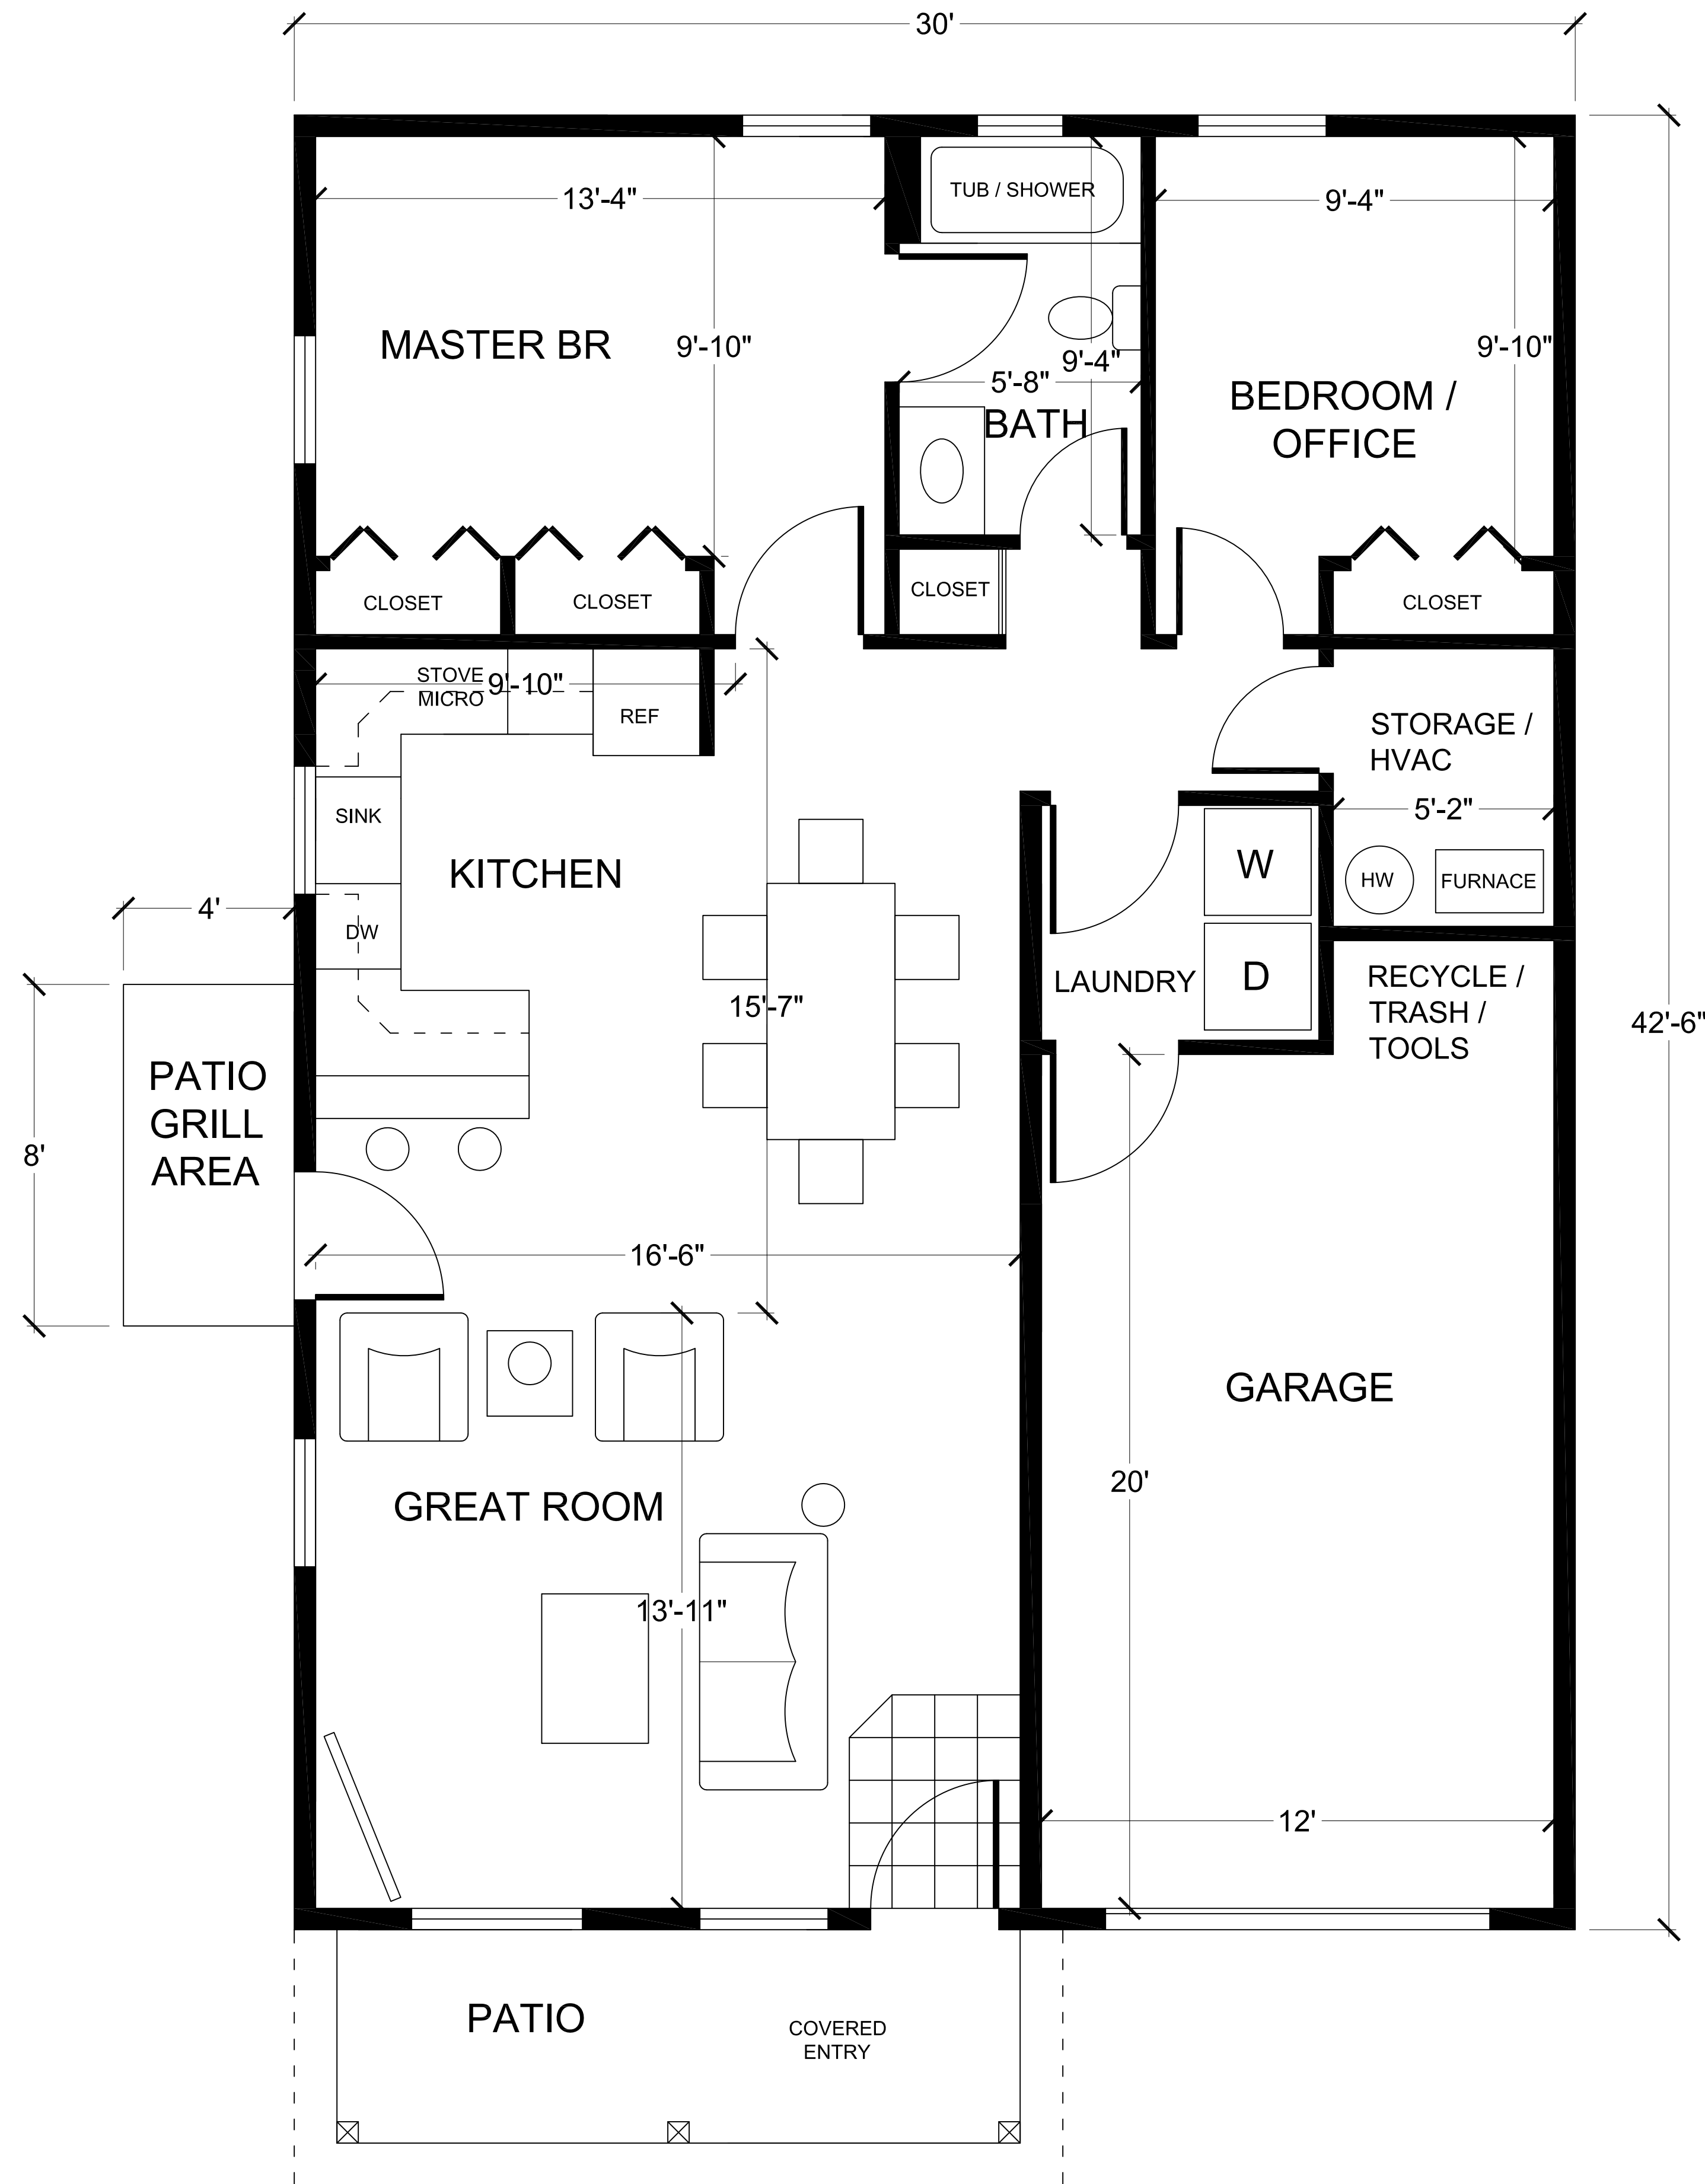 30'
13'-4"
TUB / SHOWER
9'-4"
MASTER BR
9'-10"
9'-4"
9'-10"
5'-8"
BATH
BEDROOM /
OFFICE
CLOSET
CLOSET
CLOSET
CLOSET
STOVE
MICRO
9'-10"
REF
STORAGE /
HVAC
SINK
5'-2"
KITCHEN
W
HW
FURNACE
4'
DW
LAUNDRY
D
RECYCLE /
TRASH /
TOOLS
15'-7"
42'-6"
PATIO
GRILL
AREA
8'
16'-6"
GARAGE
20'
GREAT ROOM
13'-11"
12'
PATIO
COVERED
ENTRY